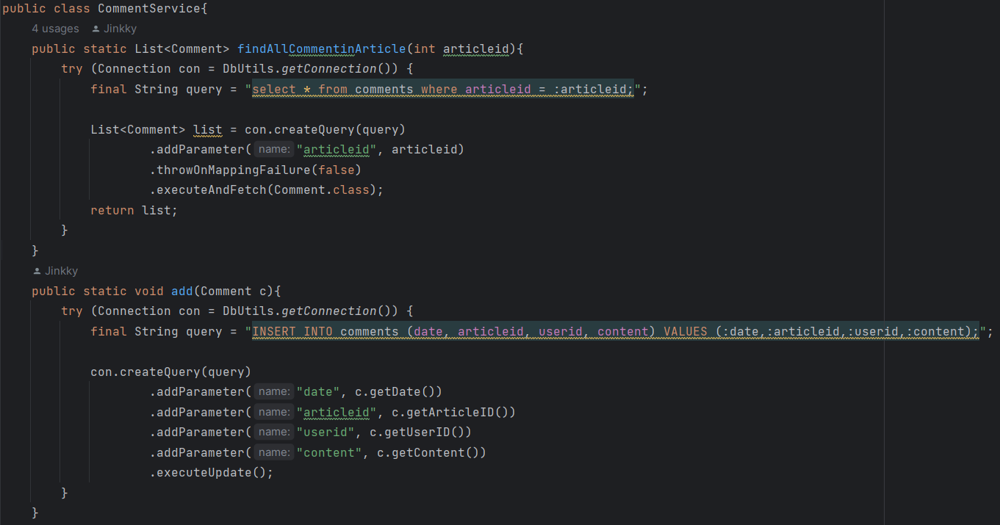 public class CommentService{
4 usages Jinkky
public static List<Comment> findAllCommentinArticle(int articleid){
try (Connection con = DbUtils.getConnection()) {
final String query = "select * from comments where articleid = :articleid;";
List<Comment> list = con.createQuery(query)
.addParameter( name: "articleid", articleid)
.throwOnMappingFailure(false)
.executeAndFetch(Comment.class);
return list;
}
}
Jinkky
public static void add(Comment c){
try (Connection con = DbUtils.getConnection()) {
final String query = "INSERT INTO comments (date, articleid, userid, content) VALUES (:date,:articleid,:userid,:content);";
con.createQuery(query)
.addParameter( name: "date", c.getDate())
.addParameter( name: "articleid", c.getArticleID())
.addParameter( name: "userid", c.getUserID())
.addParameter( name: "content", c.getContent())
.executeUpdate();
}
}